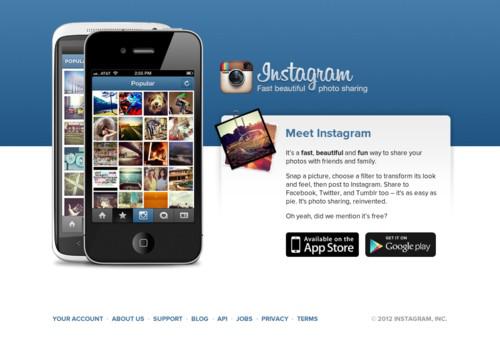 POPULAR
AT&T
2:55 PM
Popular
Instagram
Fast beautiful photo sharing
Meet Instagram
It's a fast, beautiful and fun way to share your
photos with friends and family.
Snap a picture, choose a filter to transform its look
and feel, then post to Instagram. Share to
Facebook, Twitter, and Tumblr too – it's as easy as
pie. It's photo sharing, reinvented.
Oh yeah, did we mention it's free?
Available on the
App Store
GET IT ON
Google play
YOUR ACCOUNT · ABOUT US · SUPPORT · BLOG · API · JOBS · PRIVACY · TERMS
© 2012 INSTAGRAM, INC.